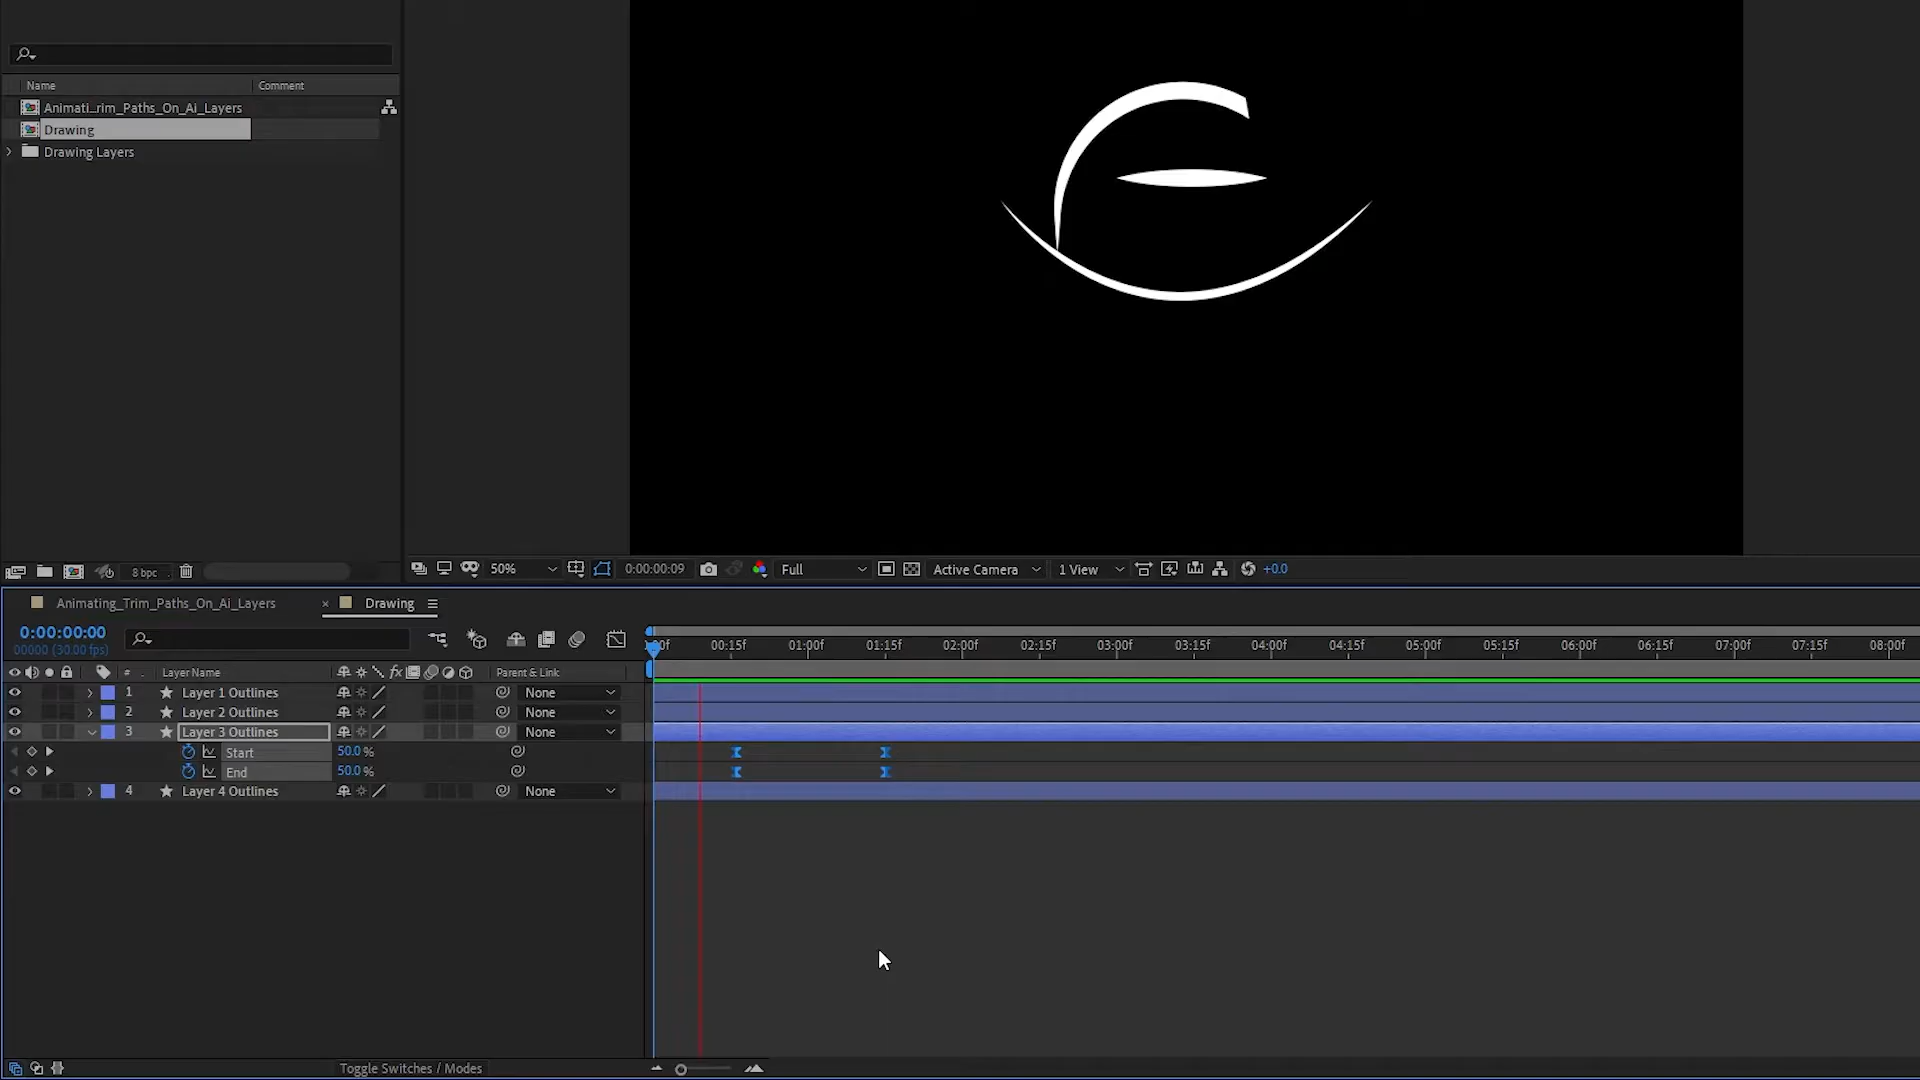 Name Comment
Animati...rim_Paths_On_Ai_Layers
Drawing
Drawing Layers
8 bpc
50% 0:00:00:09 Full Active Camera 1 View +0.0
Animating_Trim_Paths_On_Ai_Layers × Drawing
0:00:00:00
00000 (30.00 fps)
00f 00:15f 01:00f 01:15f 02:00f 02:15f 03:00f 03:15f 04:00f 04:15f 05:00f 05:15f 06:00f 06:15f 07:00f 07:15f 08:00f
# Layer Name fx Parent & Link
1 Layer 1 Outlines None
2 Layer 2 Outlines None
3 Layer 3 Outlines None
Start 50.0 %
End 50.0 %
4 Layer 4 Outlines None
Toggle Switches / Modes